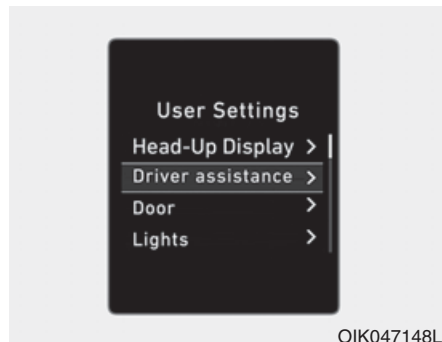 User Settings
Head-Up Display >
Driver assistance >
Door >
Lights >
OIK047148L